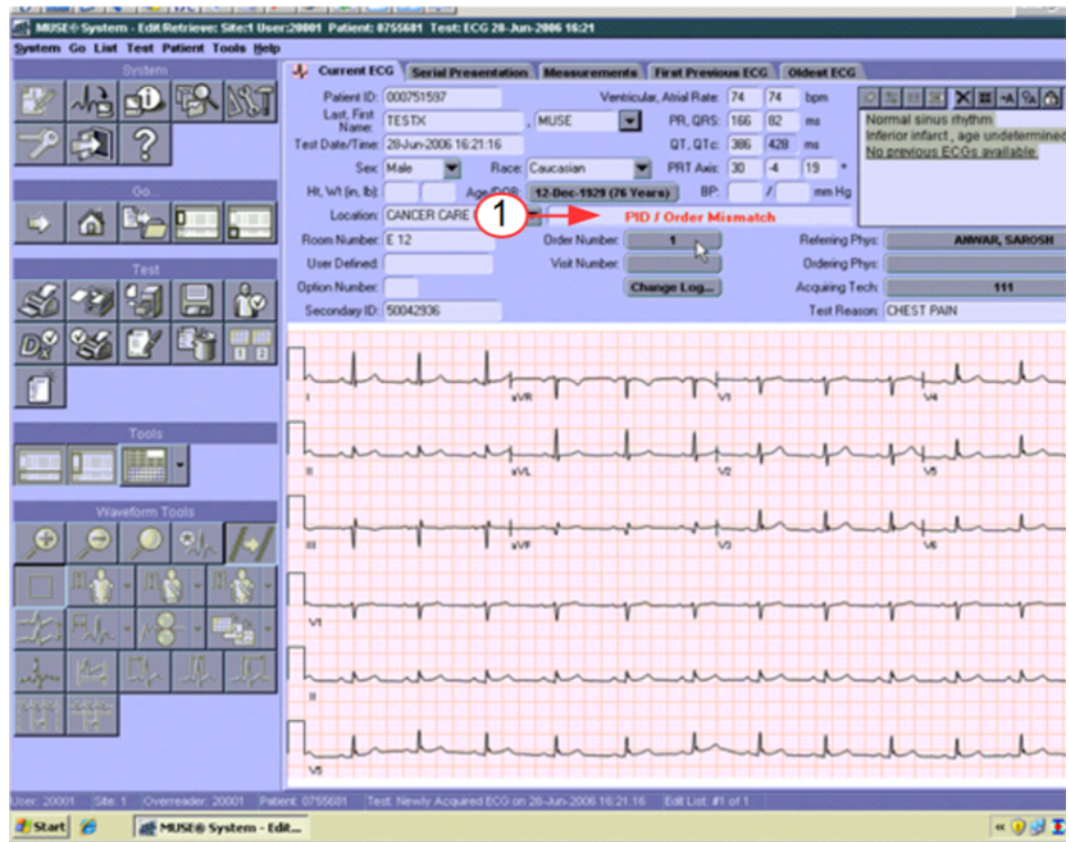 MUSE® System - Edit/Retrieve: Site:1 User:20001 Patient: 0755681 Test: ECG 28-Jun-2006 16:21
System Go List Test Patient Tools Help
System
Go...
Test
Tools
Waveform Tools
Current ECG Serial Presentation Measurements First Previous ECG Oldest ECG
Patient ID: 000751597 Ventricular, Atrial Rate: 74 74 bpm
Last, First Name: TESTX , MUSE PR, QRS: 166 82 ms
Test Date/Time: 28-Jun-2006 16:21:16 QT, QTc: 386 428 ms
Sex: Male Race: Caucasian PRT Axis: 30 -4 19 °
Ht, Wt (in, lb): Age/DOB: 12-Dec-1929 (76 Years) BP: / mm Hg
Normal sinus rhythm
Inferior infarct , age undetermined
No previous ECGs available
Location: CANCER CARE 1 PID / Order Mismatch
Room Number: E 12 Order Number: 1 Referring Phys: ANWAR, SAROSH
User Defined: Visit Number: Ordering Phys:
Option Number: Change Log... Acquiring Tech: 111
Secondary ID: 50042936 Test Reason: CHEST PAIN
I aVR V1 V4
II aVL V2 V5
III aVF V3 V6
V1
II
V5
User: 20001 Site: 1 Overreader: 20001 Patient: 0755681 Test: Newly Acquired ECG on 28-Jun-2006 16:21:16 Edit List: #1 of 1
Start MUSE® System - Edit...